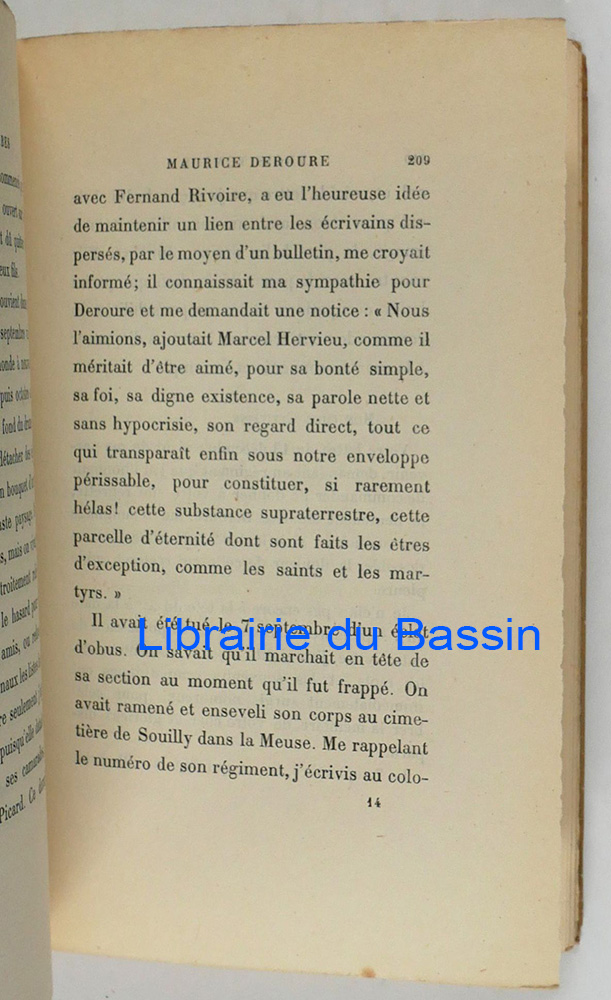 MAURICE DEROURE 209
avec Fernand Rivoire, a eu l'heureuse idée
de maintenir un lien entre les écrivains dis-
persés, par le moyen d'un bulletin, me croyait
informé; il connaissait ma sympathie pour
Deroure et me demandait une notice : « Nous
l'aimions, ajoutait Marcel Hervieu, comme il
méritait d'être aimé, pour sa bonté simple,
sa foi, sa digne existence, sa parole nette et
sans hypocrisie, son regard direct, tout ce
qui transparaît enfin sous notre enveloppe
périssable, pour constituer, si rarement
hélas! cette substance supraterrestre, cette
parcelle d'éternité dont sont faits les êtres
d'exception, comme les saints et les mar-
tyrs. »
Il avait été tué le 7 septembre d'un éclat
d'obus. On savait qu'il marchait en tête de
sa section au moment qu'il fut frappé. On
avait ramené et enseveli son corps au cime-
tière de Souilly dans la Meuse. Me rappelant
le numéro de son régiment, j'écrivis au colo-
14
Librairie du Bassin